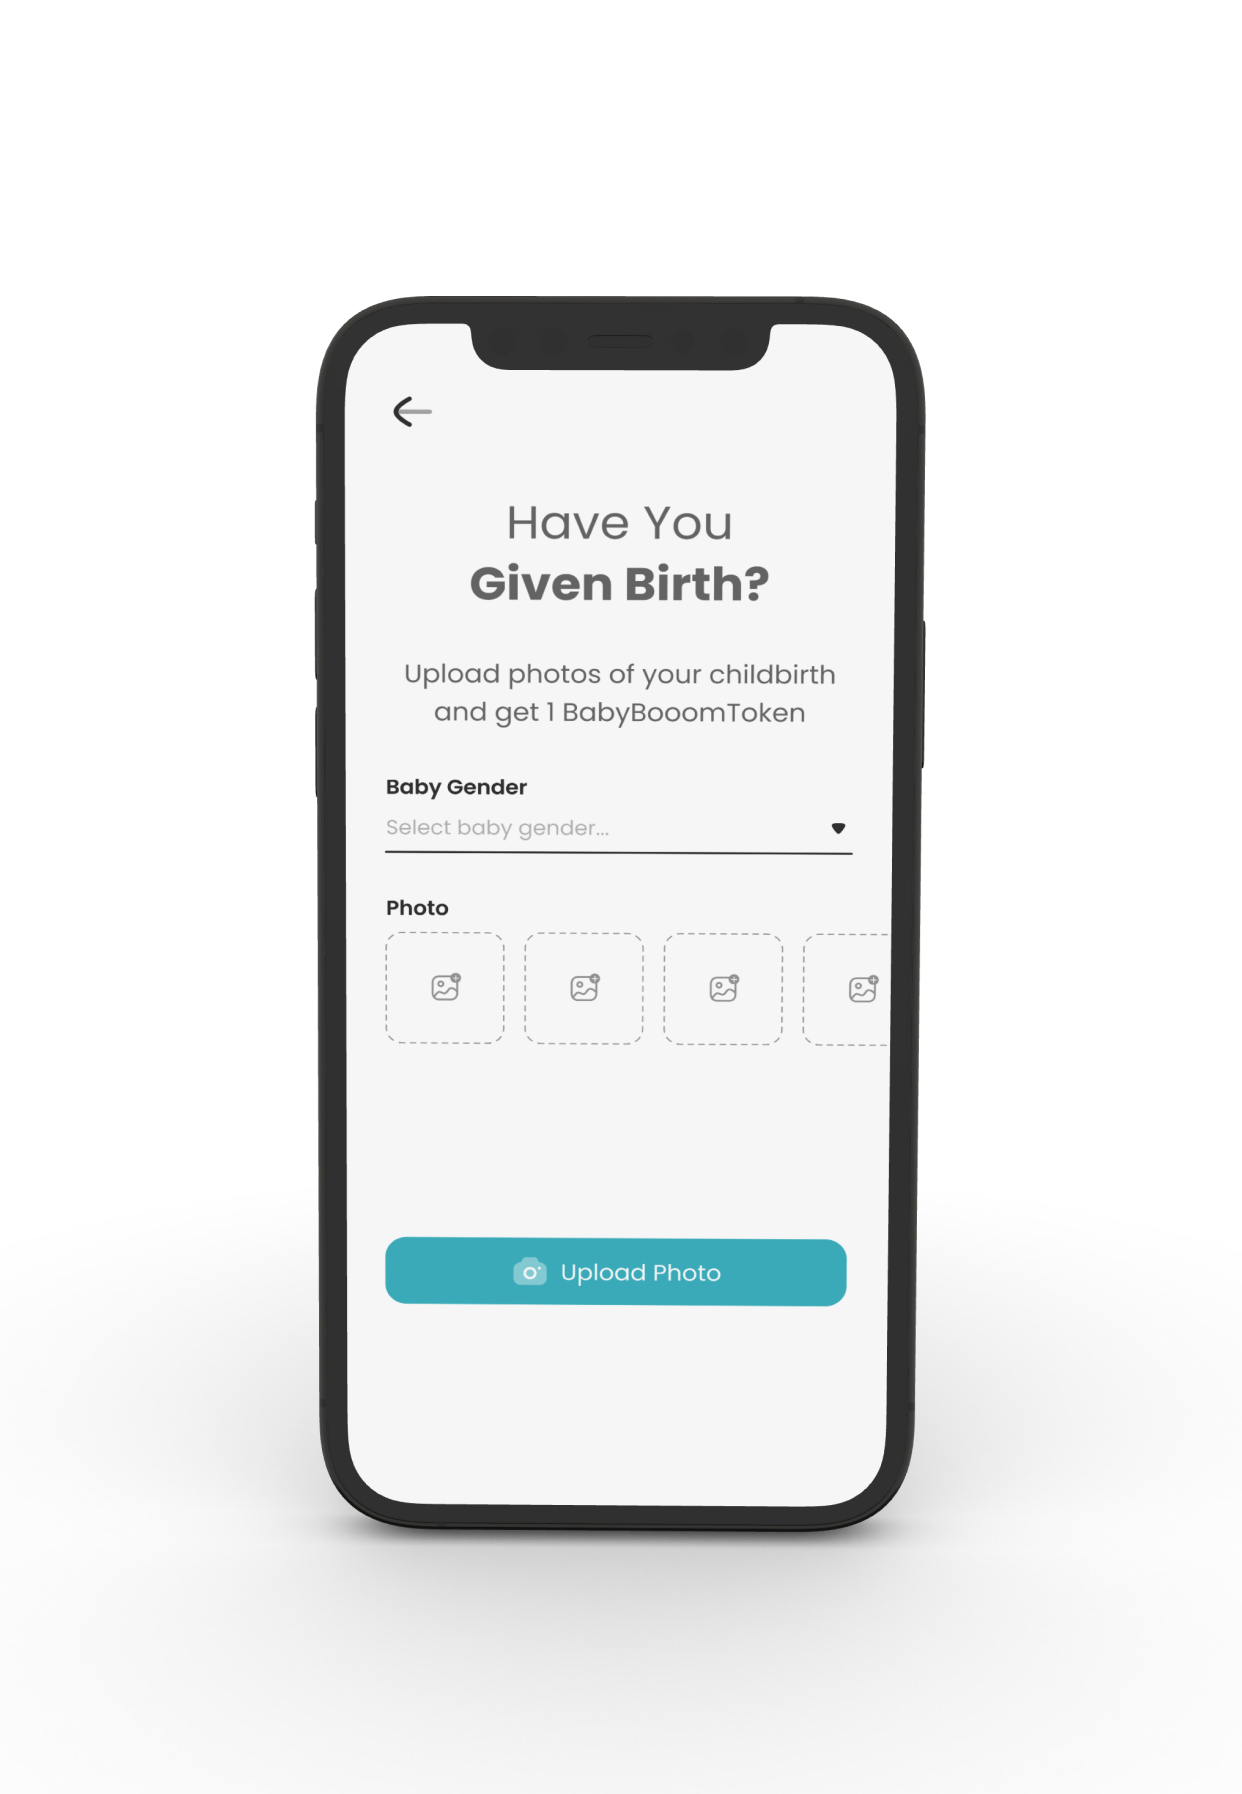 Have You
Given Birth?
Upload photos of your childbirth
and get 1 BabyBooomToken
Baby Gender
Select baby gender...
Photo
Upload Photo